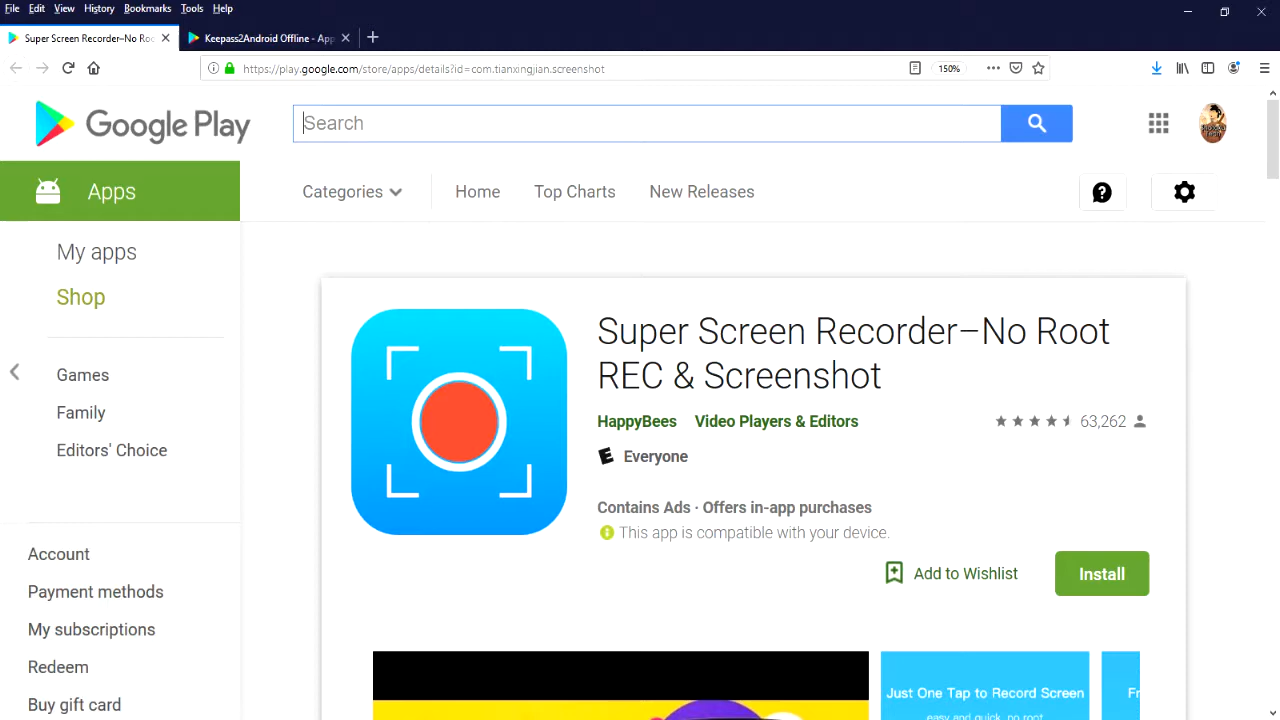 File Edit View History Bookmarks Tools Help
Super Screen Recorder–No Roo
Keepass2Android Offline - App
https://play.google.com/store/apps/details?id=com.tianxingjian.screenshot
150%
Google Play
Search
Apps
Categories
Home
Top Charts
New Releases
My apps
Shop
Games
Family
Editors' Choice
Account
Payment methods
My subscriptions
Redeem
Buy gift card
Super Screen Recorder–No Root
REC & Screenshot
HappyBees Video Players & Editors
63,262
E Everyone
Contains Ads · Offers in-app purchases
This app is compatible with your device.
Add to Wishlist
Install
Just One Tap to Record Screen
easy and quick, no root
Fr